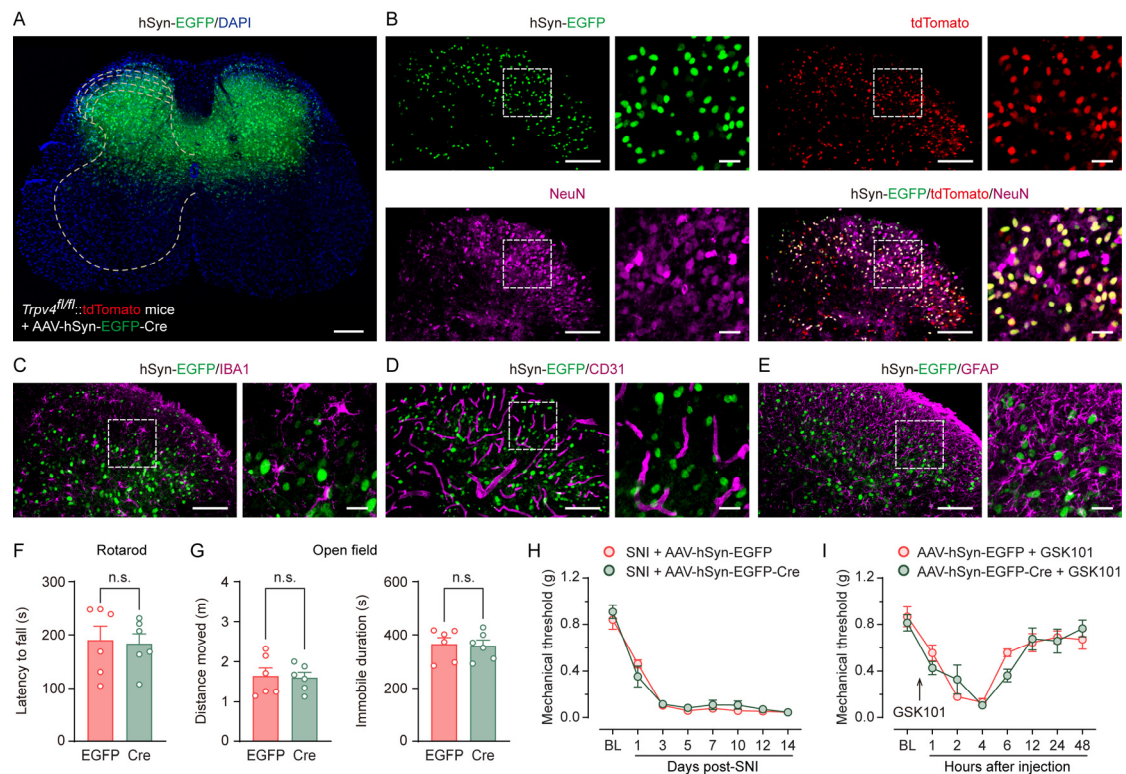 A
hSyn-EGFP/DAPI
Trpv4fl/fl::tdTomato mice
+ AAV-hSyn-EGFP-Cre
B
hSyn-EGFP
tdTomato
NeuN
hSyn-EGFP/tdTomato/NeuN
C
hSyn-EGFP/IBA1
D
hSyn-EGFP/CD31
E
hSyn-EGFP/GFAP
F
Rotarod
n.s.
Latency to fall (s)
300
200
100
0
EGFP Cre
G
Open field
n.s.
Distance moved (m)
4
3
2
1
0
EGFP Cre
n.s.
Immobile duration (s)
600
400
200
0
EGFP Cre
H
SNI + AAV-hSyn-EGFP
SNI + AAV-hSyn-EGFP-Cre
Mechanical threshold (g)
1.2
0.8
0.4
0.0
BL 1 3 5 7 10 12 14
Days post-SNI
I
AAV-hSyn-EGFP + GSK101
AAV-hSyn-EGFP-Cre + GSK101
Mechanical threshold (g)
1.2
0.8
0.4
0.0
GSK101
BL 1 2 4 6 12 24 48
Hours after injection